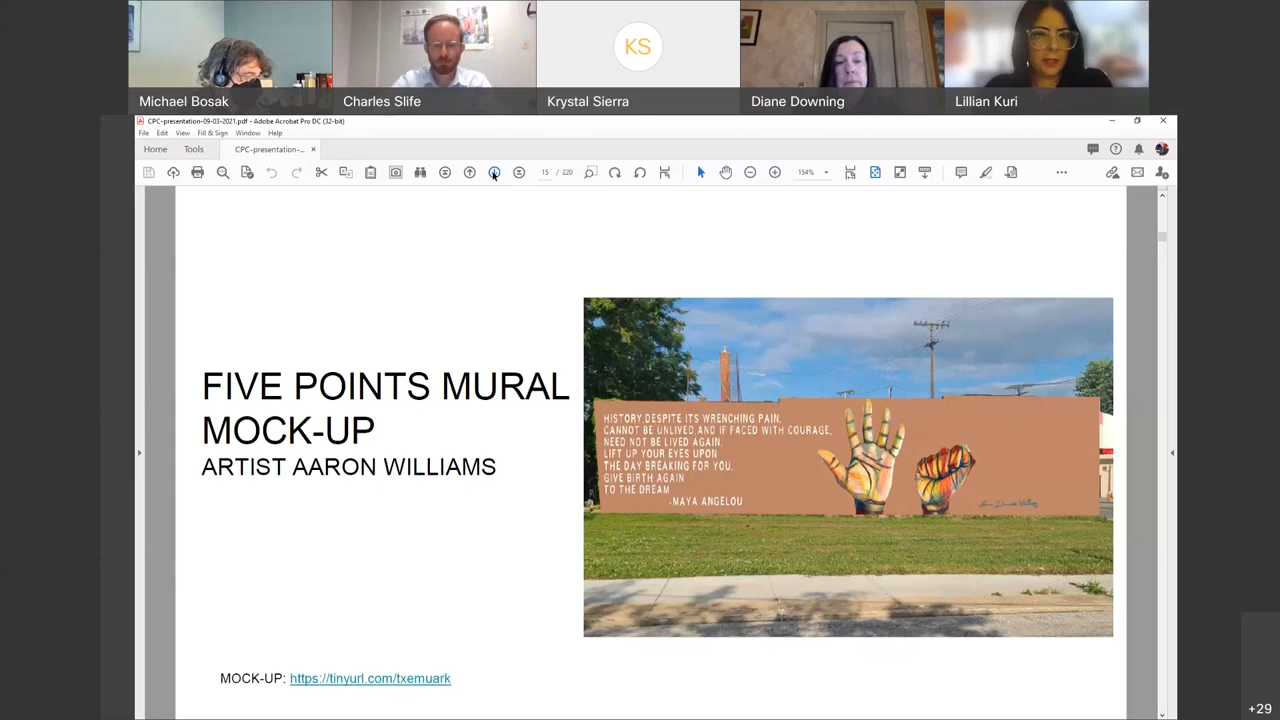 Michael Bosak
Charles Slife
KS
Krystal Sierra
Diane Downing
Lillian Kuri
CPC-presentation-09-03-2021.pdf - Adobe Acrobat Pro DC (32-bit)
File Edit View Fill & Sign Window Help
Home Tools CPC-presentation-... ×
15 / 220 154%
FIVE POINTS MURAL
MOCK-UP
ARTIST AARON WILLIAMS
HISTORY, DESPITE ITS WRENCHING PAIN,
CANNOT BE UNLIVED, AND IF FACED WITH COURAGE,
NEED NOT BE LIVED AGAIN,
LIFT UP YOUR EYES UPON
THE DAY BREAKING FOR YOU.
GIVE BIRTH AGAIN
TO THE DREAM
-MAYA ANGELOU
MOCK-UP: https://tinyurl.com/txemuark
+29